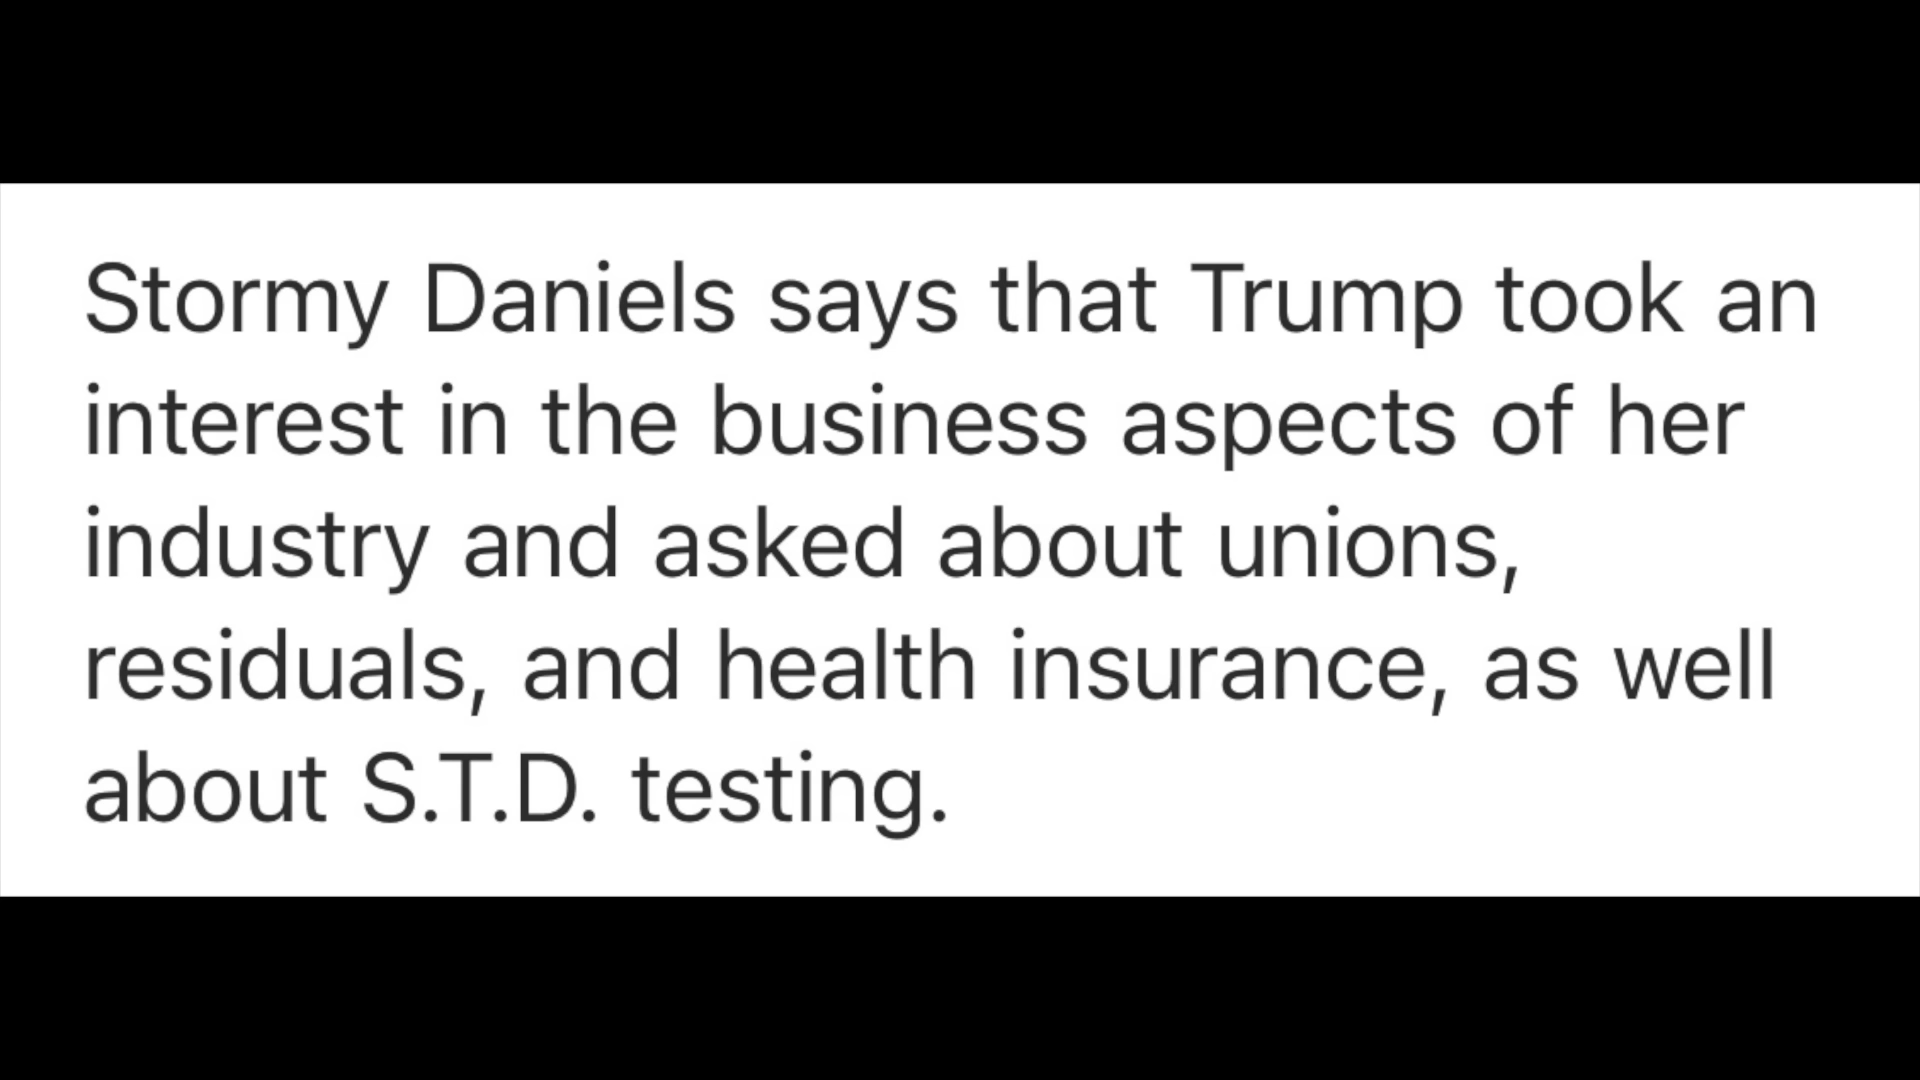 Stormy Daniels says that Trump took an
interest in the business aspects of her
industry and asked about unions,
residuals, and health insurance, as well
about S.T.D. testing.